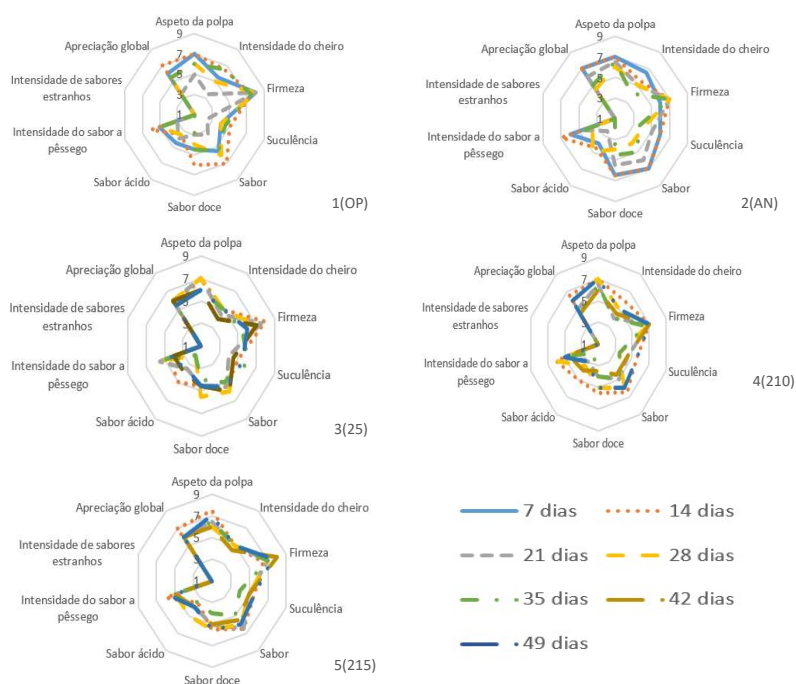 Aspeto da polpa
9
7
5
3
1
Intensidade do cheiro
Firmeza
Suculência
Sabor
Sabor doce
Sabor ácido
Intensidade do sabor a
pêssego
Intensidade de sabores
estranhos
Apreciação global
1(OP)
Aspeto da polpa
9
7
5
3
1
Intensidade do cheiro
Firmeza
Suculência
Sabor
Sabor doce
Sabor ácido
Intensidade do sabor a
pêssego
Intensidade de sabores
estranhos
Apreciação global
2(AN)
Aspeto da polpa
9
7
5
3
1
Intensidade do cheiro
Firmeza
Suculência
Sabor
Sabor doce
Sabor ácido
Intensidade do sabor a
pêssego
Intensidade de sabores
estranhos
Apreciação global
3(25)
Aspeto da polpa
9
7
5
3
1
Intensidade do cheiro
Firmeza
Suculência
Sabor
Sabor doce
Sabor ácido
Intensidade do sabor a
pêssego
Intensidade de sabores
estranhos
Apreciação global
4(210)
Aspeto da polpa
9
7
5
3
1
Intensidade do cheiro
Firmeza
Suculência
Sabor
Sabor doce
Sabor ácido
Intensidade do sabor a
pêssego
Intensidade de sabores
estranhos
Apreciação global
5(215)
7 dias
14 dias
21 dias
28 dias
35 dias
42 dias
49 dias